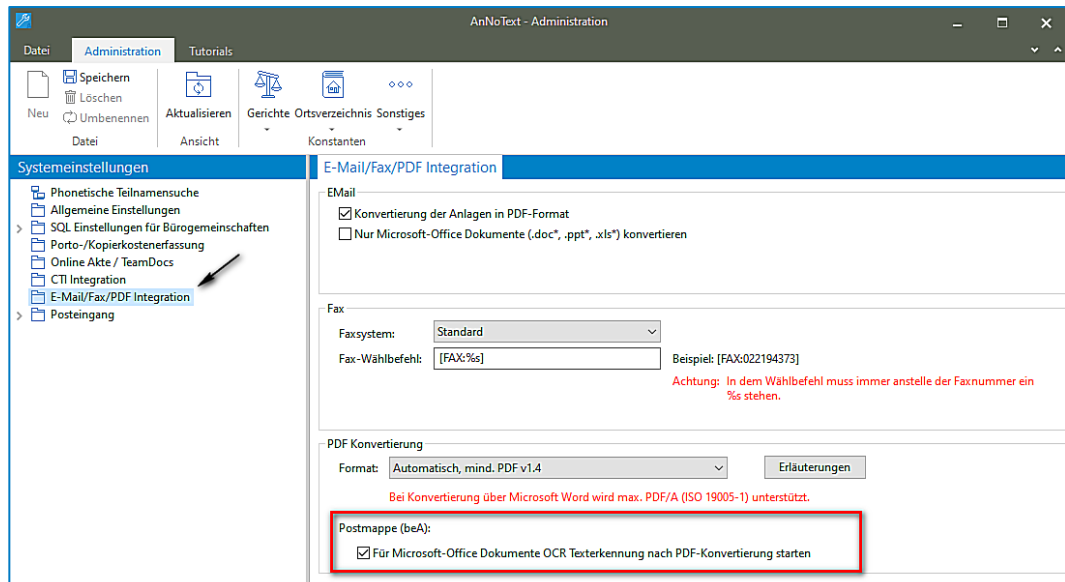 AnNoText - Administration
Datei
Administration
Tutorials
Neu
Speichern
Löschen
Umbenennen
Datei
Aktualisieren
Ansicht
Gerichte
Ortsverzeichnis
Sonstiges
Konstanten
Systemeinstellungen
Phonetische Teilnamensuche
Allgemeine Einstellungen
SQL Einstellungen für Bürogemeinschaften
Porto-/Kopierkostenerfassung
Online Akte / TeamDocs
CTI Integration
E-Mail/Fax/PDF Integration
Posteingang
E-Mail/Fax/PDF Integration
EMail
Konvertierung der Anlagen in PDF-Format
Nur Microsoft-Office Dokumente (.doc*, .ppt*, .xls*) konvertieren
Fax
Faxsystem: Standard
Fax-Wählbefehl: [FAX:%s] Beispiel: [FAX:022194373]
Achtung: In dem Wählbefehl muss immer anstelle der Faxnummer ein
%s stehen.
PDF Konvertierung
Format: Automatisch, mind. PDF v1.4 Erläuterungen
Bei Konvertierung über Microsoft Word wird max. PDF/A (ISO 19005-1) unterstützt.
Postmappe (beA):
Für Microsoft-Office Dokumente OCR Texterkennung nach PDF-Konvertierung starten